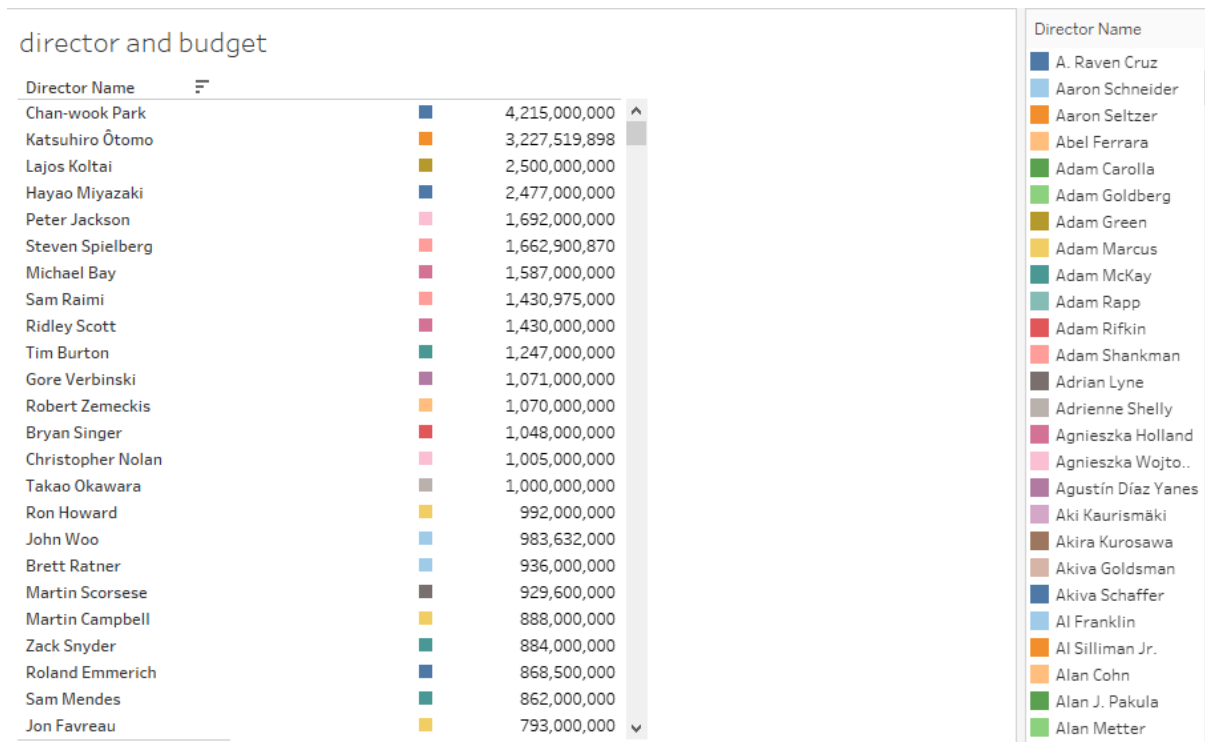 director and budget
Director Name
Chan-wook Park 4,215,000,000
Katsuhiro Ôtomo 3,227,519,898
Lajos Koltai 2,500,000,000
Hayao Miyazaki 2,477,000,000
Peter Jackson 1,692,000,000
Steven Spielberg 1,662,900,870
Michael Bay 1,587,000,000
Sam Raimi 1,430,975,000
Ridley Scott 1,430,000,000
Tim Burton 1,247,000,000
Gore Verbinski 1,071,000,000
Robert Zemeckis 1,070,000,000
Bryan Singer 1,048,000,000
Christopher Nolan 1,005,000,000
Takao Okawara 1,000,000,000
Ron Howard 992,000,000
John Woo 983,632,000
Brett Ratner 936,000,000
Martin Scorsese 929,600,000
Martin Campbell 888,000,000
Zack Snyder 884,000,000
Roland Emmerich 868,500,000
Sam Mendes 862,000,000
Jon Favreau 793,000,000
Director Name
A. Raven Cruz
Aaron Schneider
Aaron Seltzer
Abel Ferrara
Adam Carolla
Adam Goldberg
Adam Green
Adam Marcus
Adam McKay
Adam Rapp
Adam Rifkin
Adam Shankman
Adrian Lyne
Adrienne Shelly
Agnieszka Holland
Agnieszka Wojto..
Agustín Díaz Yanes
Aki Kaurismäki
Akira Kurosawa
Akiva Goldsman
Akiva Schaffer
Al Franklin
Al Silliman Jr.
Alan Cohn
Alan J. Pakula
Alan Metter